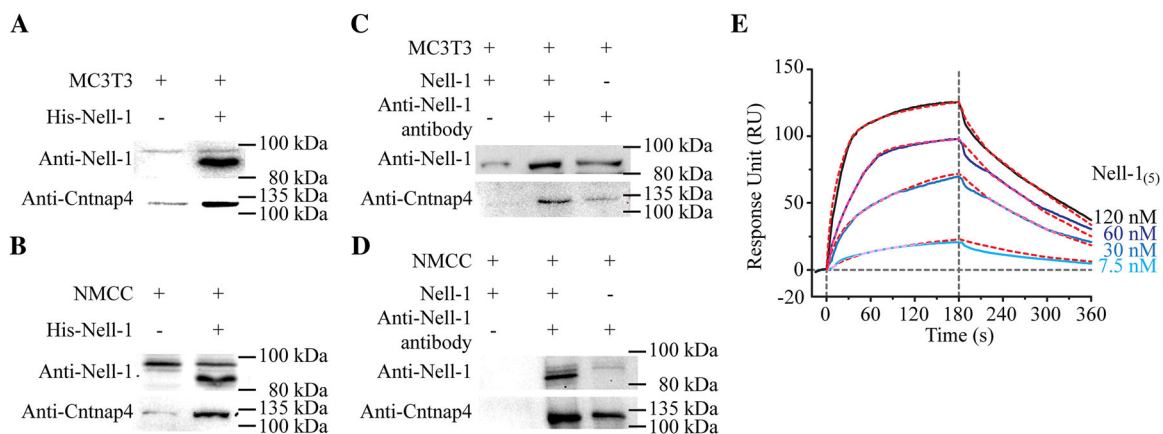 A
MC3T3 + +
His-Nell-1 - +
Anti-Nell-1
100 kDa
80 kDa
Anti-Cntnap4
135 kDa
100 kDa
B
NMCC + +
His-Nell-1 - +
Anti-Nell-1
100 kDa
80 kDa
Anti-Cntnap4
135 kDa
100 kDa
C
MC3T3 + + +
Nell-1 + + -
Anti-Nell-1
antibody - + +
Anti-Nell-1
100 kDa
80 kDa
Anti-Cntnap4
135 kDa
100 kDa
D
NMCC + + +
Nell-1 + + -
Anti-Nell-1
antibody - + +
Anti-Nell-1
100 kDa
80 kDa
Anti-Cntnap4
135 kDa
100 kDa
E
Response Unit (RU)
150
100
50
0
-20
0 60 120 180 240 300 360
Time (s)
Nell-1(5)
120 nM
60 nM
30 nM
7.5 nM